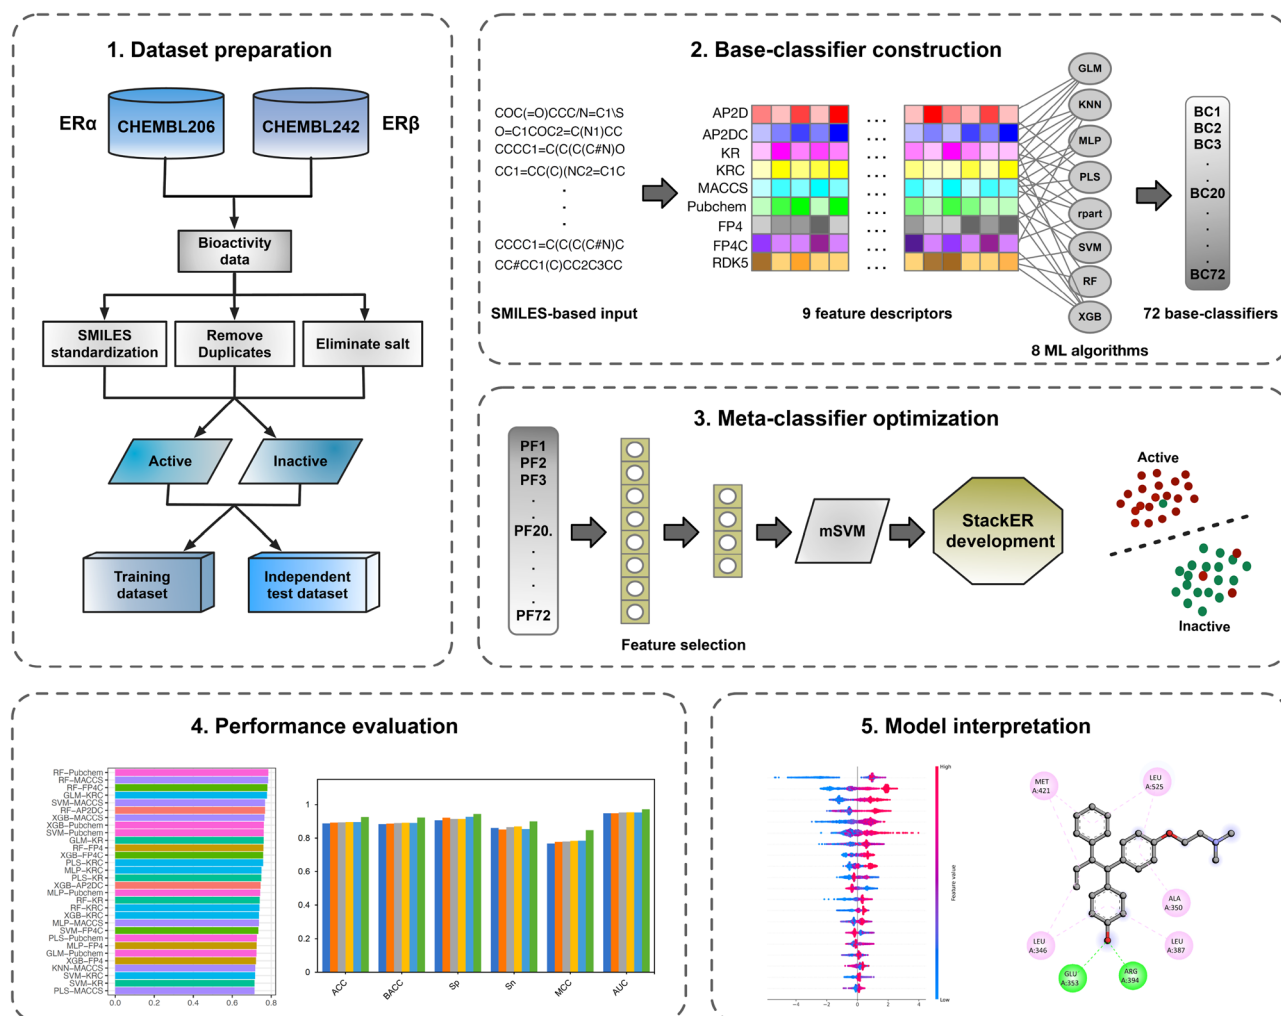 1. Dataset preparation
ERα
CHEMBL206
CHEMBL242
ERβ
Bioactivity
data
SMILES
standardization
Remove
Duplicates
Eliminate salt
Active
Inactive
Training
dataset
Independent
test dataset
2. Base-classifier construction
COC(=O)CCC/N=C1\S
O=C1COC2=C(N1)CC
CCCC1=C(C(C(C#N)O
CC1=CC(C)(NC2=C1C
.
.
.
.
CCCC1=C(C(C(C#N)C
CC#CC1(C)CC2C3CC
SMILES-based input
AP2D
AP2DC
KR
KRC
MACCS
Pubchem
FP4
FP4C
RDK5
...
...
...
...
...
...
...
...
...
9 feature descriptors
GLM
KNN
MLP
PLS
rpart
SVM
RF
XGB
8 ML algorithms
BC1
BC2
BC3
.
.
BC20
.
.
.
.
BC72
72 base-classifiers
3. Meta-classifier optimization
PF1
PF2
PF3
.
.
PF20.
.
.
.
.
PF72
Feature selection
mSVM
StackER
development
Active
Inactive
4. Performance evaluation
RF-Pubchem
RF-MACCS
RF-FP4C
GLM-KRC
SVM-MACCS
RF-AP2DC
XGB-MACCS
XGB-Pubchem
SVM-Pubchem
GLM-KR
RF-FP4
XGB-FP4C
PLS-KRC
MLP-KRC
PLS-KR
XGB-AP2DC
MLP-Pubchem
RF-KR
RF-KRC
XGB-KRC
MLP-MACCS
SVM-FP4C
PLS-Pubchem
MLP-FP4
GLM-Pubchem
XGB-FP4
KNN-MACCS
SVM-KRC
SVM-KR
PLS-MACCS
0.0 0.2 0.4 0.6 0.8
1
0.8
0.6
0.4
0.2
0
ACC BACC Sp Sn MCC AUC
5. Model interpretation
High
Feature value
Low
-4 -2 0 2 4
MET
A:421
LEU
A:525
ALA
A:350
LEU
A:346
LEU
A:387
GLU
A:353
ARG
A:394